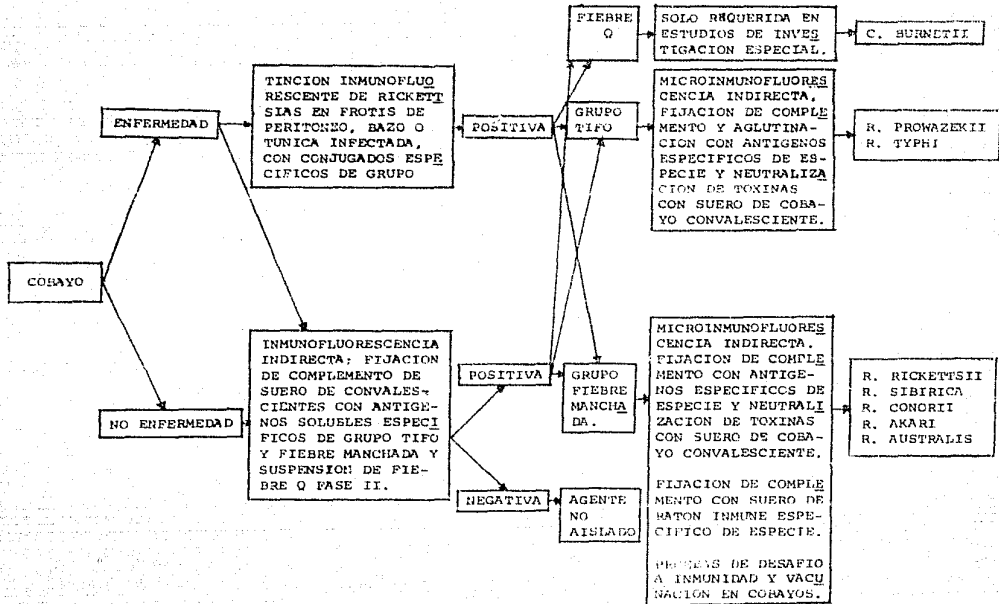 FIEBRE
Q
SOLO REQUERIDA EN
ESTUDIOS DE INVES
TIGACION ESPECIAL.
C. BURNETII
TINCION INMUNOFLUO
RESCENTE DE RICKETT
SIAS EN FROTIS DE
PERITONEO, BAZO O
TUNICA INFECTADA,
CON CONJUGADOS ESPE
CIFICOS DE GRUPO
ENFERMEDAD
POSITIVA
GRUPO
TIFO
MICROINMUNOFLUORES
CENCIA INDIRECTA,
FIJACION DE COMPLE
MENTO Y AGLUTINA-
CION CON ANTIGENOS
ESPECIFICOS DE ES-
PECIE Y NEUTRALIZA
CION DE TOXINAS
CON SUERO DE COBA-
YO CONVALESCIENTE.
R. PROWAZEKII
R. TYPHI
COBAYO
NO ENFERMEDAD
INMUNOFLUORESCENCIA
INDIRECTA; FIJACION
DE COMPLEMENTO DE
SUERO DE CONVALES-
CIENTES CON ANTIGE-
NOS SOLUBLES ESPECI
FICOS DE GRUPO TIFO
Y FIEBRE MANCHADA Y
SUSPENSION DE FIE-
BRE Q FASE II.
POSITIVA
GRUPO
FIEBRE
MANCHA
DA.
NEGATIVA
AGENTE
NO
AISLADO
MICROINMUNOFLUORES
CENCIA INDIRECTA.
FIJACION DE COMPLE
MENTO CON ANTIGE-
NOS ESPECIFICOS DE
ESPECIE Y NEUTRALI
ZACION DE TOXINAS
CON SUERO DE COBA-
YO CONVALESCIENTE.
FIJACION DE COMPLE
MENTO CON SUERO DE
RATON INMUNE ESPE-
CIFICO DE ESPECIE.
PRUEBAS DE DESAFIO
A INMUNIDAD Y VACU
NACION EN COBAYOS.
R. RICKETTSII
R. SIBIRICA
R. CONORII
R. AKARI
R. AUSTRALIS